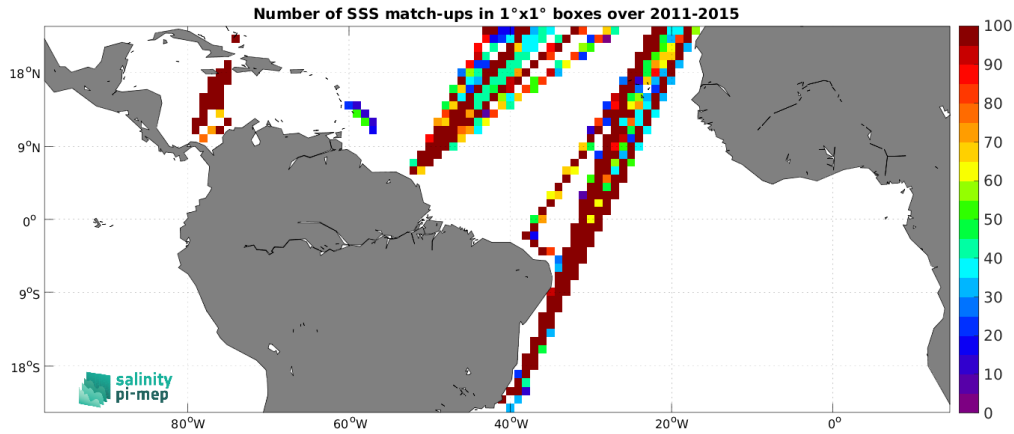 Number of SSS match-ups in 1°x1° boxes over 2011-2015
100
90
80
70
60
50
40
30
20
10
0
18°N
9°N
0°
9°S
18°S
80°W
60°W
40°W
20°W
0°
salinity
pi-mep